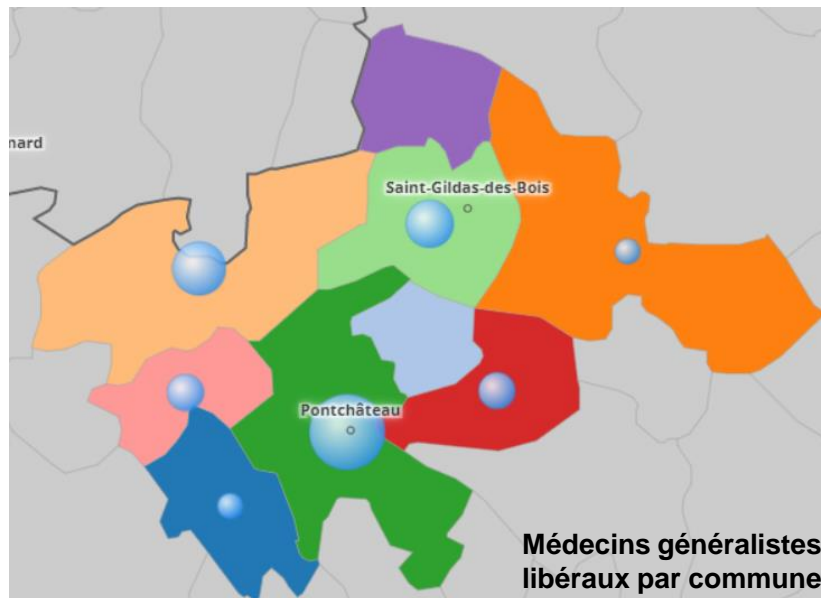 nard
Saint-Gildas-des-Bois
Pontchâteau
Médecins généralistes
libéraux par commune